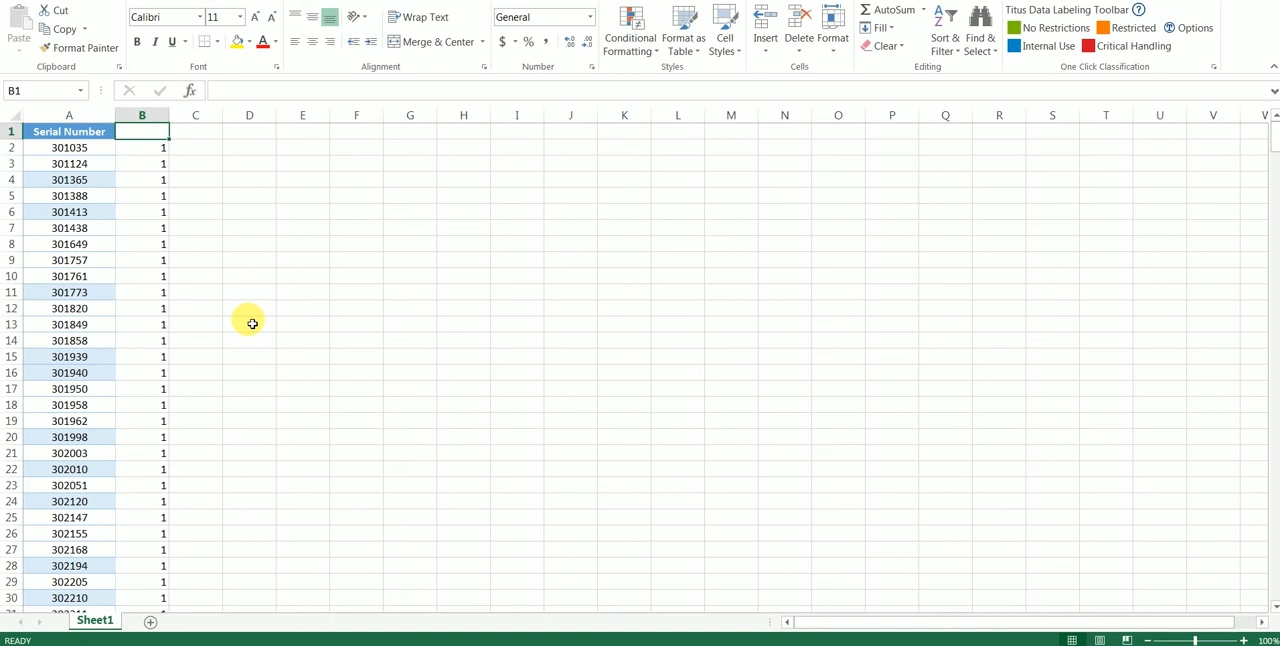 Cut
Paste
Copy
Format Painter
Clipboard
Calibri 11 A A
B I U A
Font
Wrap Text
Merge & Center
Alignment
General
$ % ,
Number
Conditional Formatting
Format as Table
Cell Styles
Styles
Insert Delete Format
Cells
AutoSum
Fill
Clear
Sort & Filter
Find & Select
Editing
Titus Data Labeling Toolbar ?
No Restrictions Restricted Options
Internal Use Critical Handling
One Click Classification
B1 fx
A B C D E F G H I J K L M N O P Q R S T U V W
1 Serial Number
2 301035 1
3 301124 1
4 301365 1
5 301388 1
6 301413 1
7 301438 1
8 301649 1
9 301757 1
10 301761 1
11 301773 1
12 301820 1
13 301849 1
14 301858 1
15 301939 1
16 301940 1
17 301950 1
18 301958 1
19 301962 1
20 301998 1
21 302003 1
22 302010 1
23 302051 1
24 302120 1
25 302147 1
26 302155 1
27 302168 1
28 302194 1
29 302205 1
30 302210 1
Sheet1
READY 100%